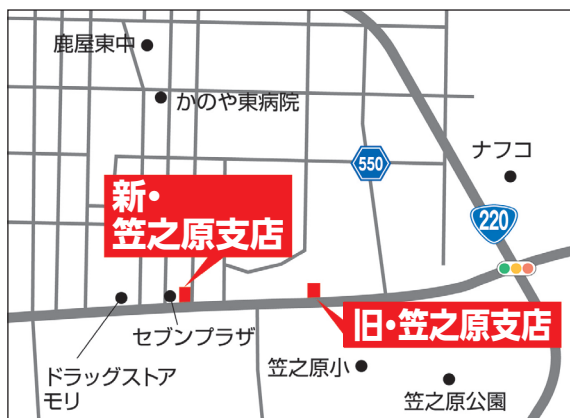 鹿屋東中
かのや東病院
550
ナフコ
新・
笠之原支店
220
旧・笠之原支店
セブンプラザ
ドラッグストア
モリ
笠之原小
笠之原公園